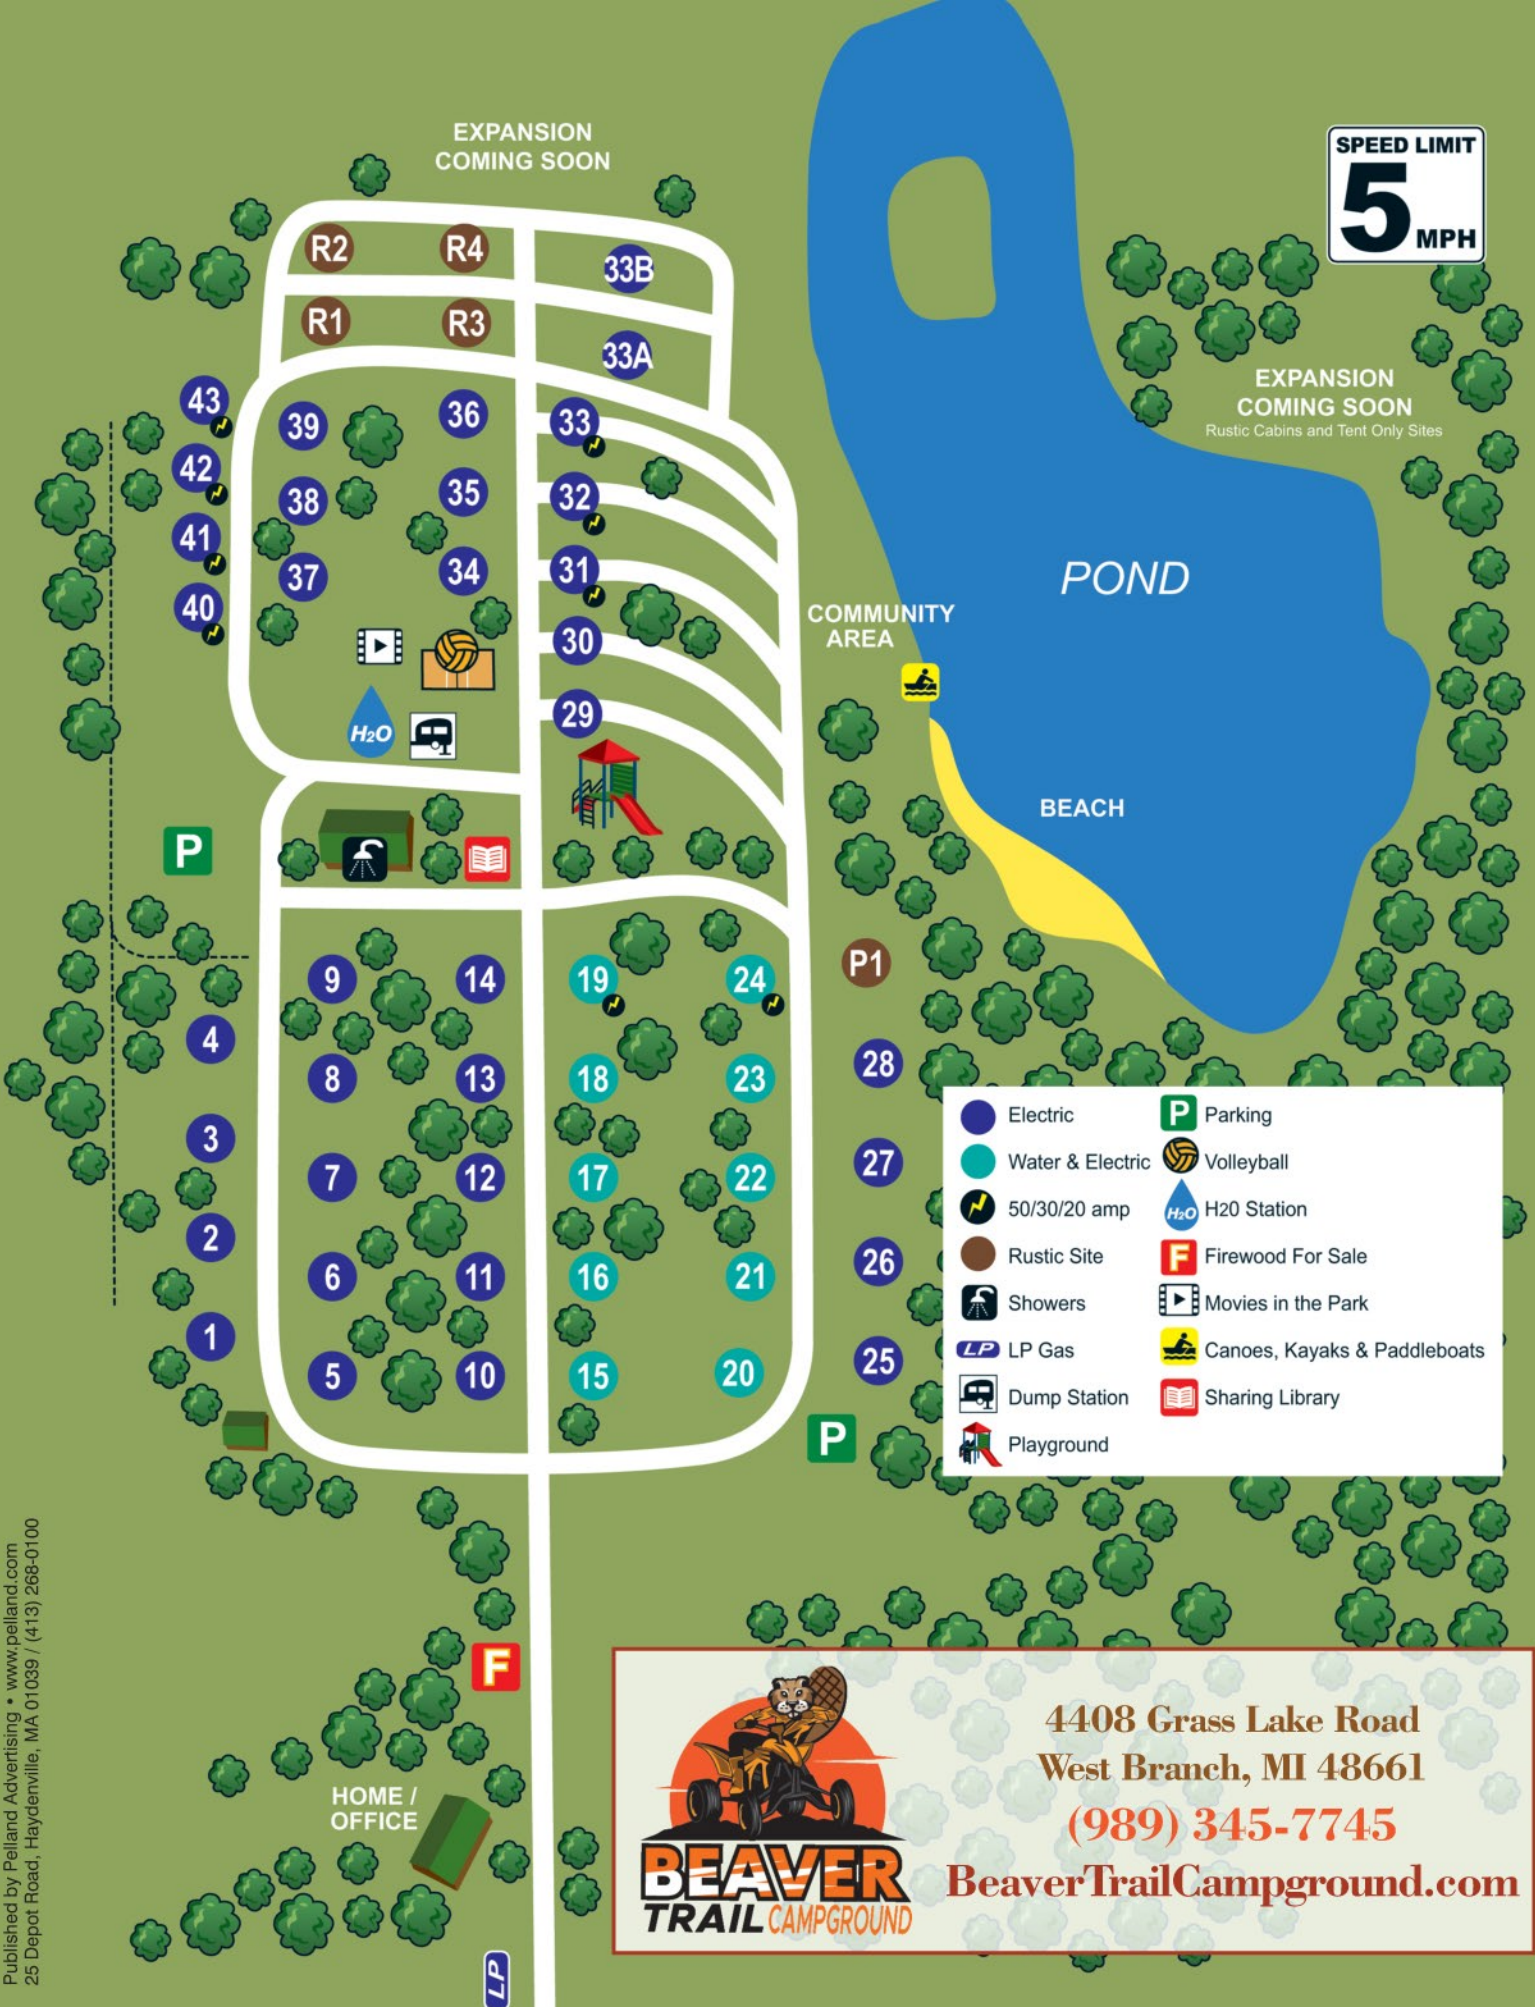 EXPANSION
COMING SOON
SPEED LIMIT
5
MPH
R2
R4
33B
R1
R3
33A
EXPANSION
COMING SOON
Rustic Cabins and Tent Only Sites
43
39
36
33
42
38
35
32
41
37
34
31
40
30
29
H2O
COMMUNITY
AREA
POND
BEACH
P
P1
9
14
19
24
4
8
13
18
23
28
3
7
12
17
22
27
2
6
11
16
21
26
1
5
10
15
20
25
P
Electric
Water & Electric
50/30/20 amp
Rustic Site
Showers
LP LP Gas
Dump Station
Playground
P Parking
Volleyball
H2O H20 Station
F Firewood For Sale
Movies in the Park
Canoes, Kayaks & Paddleboats
Sharing Library
F
HOME /
OFFICE
LP
BEAVER
TRAIL CAMPGROUND
4408 Grass Lake Road
West Branch, MI 48661
(989) 345-7745
BeaverTrailCampground.com
Published by Pelland Advertising • www.pelland.com
25 Depot Road, Haydenville, MA 01039 / (413) 268-0100